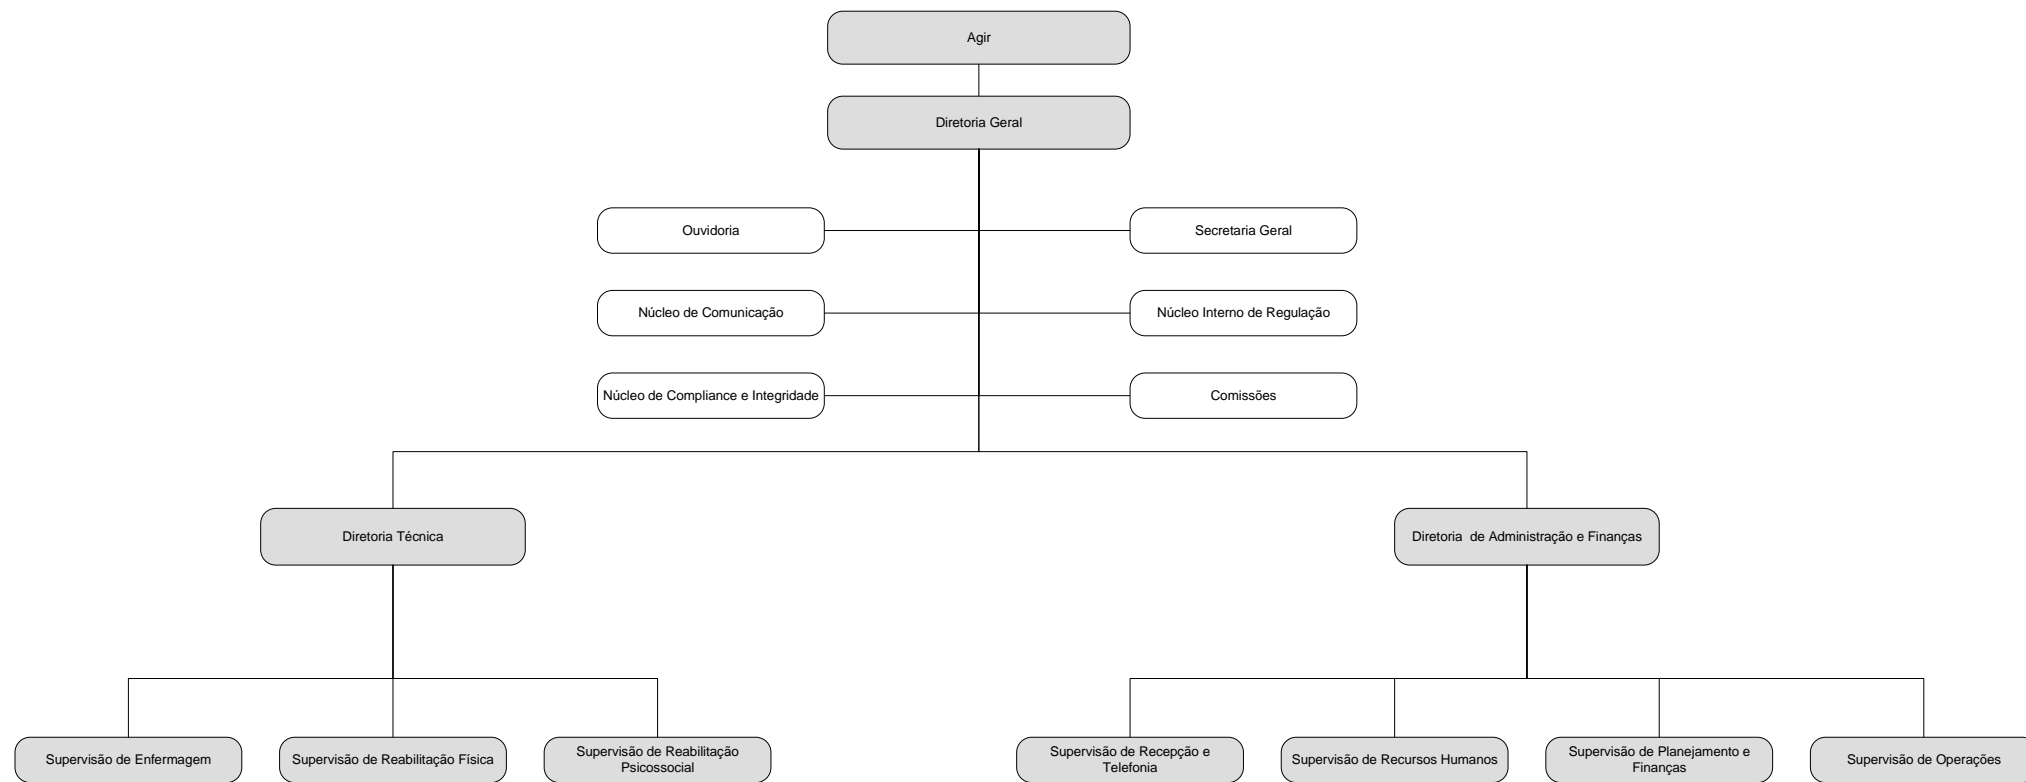 Agir
Diretoria Geral
Ouvidoria
Secretaria Geral
Núcleo de Comunicação
Núcleo Interno de Regulação
Núcleo de Compliance e Integridade
Comissões
Diretoria Técnica
Diretoria  de Administração e Finanças
Supervisão de Enfermagem
Supervisão de Reabilitação Física
Supervisão de Reabilitação
Psicossocial
Supervisão de Recepção e
Telefonia
Supervisão de Recursos Humanos
Supervisão de Planejamento e
Finanças
Supervisão de Operações